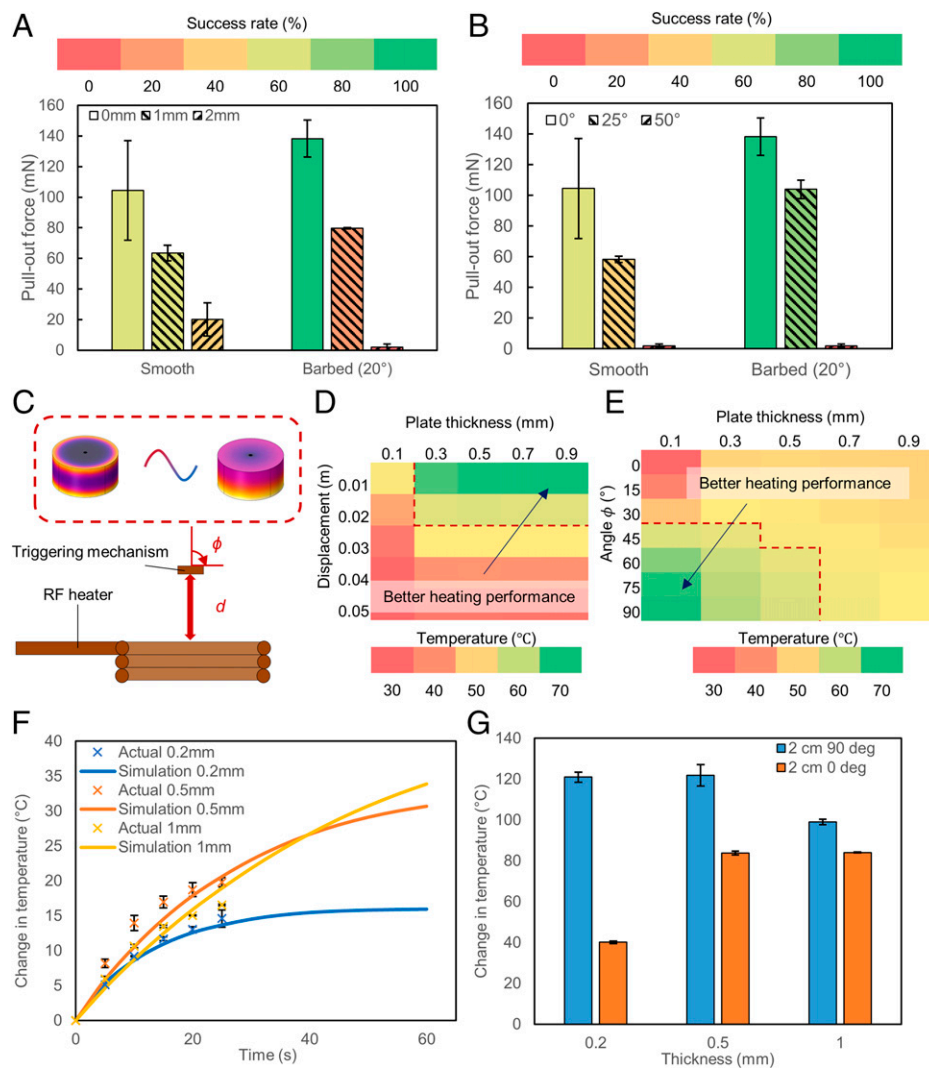 A
Success rate (%)
0 20 40 60 80 100
0mm 1mm 2mm
Pull-out force (mN)
160
140
120
100
80
60
40
20
0
Smooth Barbed (20°)
B
Success rate (%)
0 20 40 60 80 100
0° 25° 50°
Pull-out force (mN)
160
140
120
100
80
60
40
20
0
Smooth Barbed (20°)
C
Triggering mechanism
ϕ
RF heater
d
D
Plate thickness (mm)
0.1 0.3 0.5 0.7 0.9
Displacement (m)
0.01
0.02
0.03
0.04
0.05
Better heating performance
Temperature (℃)
30 40 50 60 70
E
Plate thickness (mm)
0.1 0.3 0.5 0.7 0.9
Angle ϕ (°)
0
15
30
45
60
75
90
Better heating performance
Temperature (℃)
30 40 50 60 70
F
Change in temperature (°C)
40
35
30
25
20
15
10
5
0
Actual 0.2mm
Simulation 0.2mm
Actual 0.5mm
Simulation 0.5mm
Actual 1mm
Simulation 1mm
0 20 40 60
Time (s)
G
Change in temperature (°C)
140
120
100
80
60
40
20
0
2 cm 90 deg
2 cm 0 deg
0.2 0.5 1
Thickness (mm)